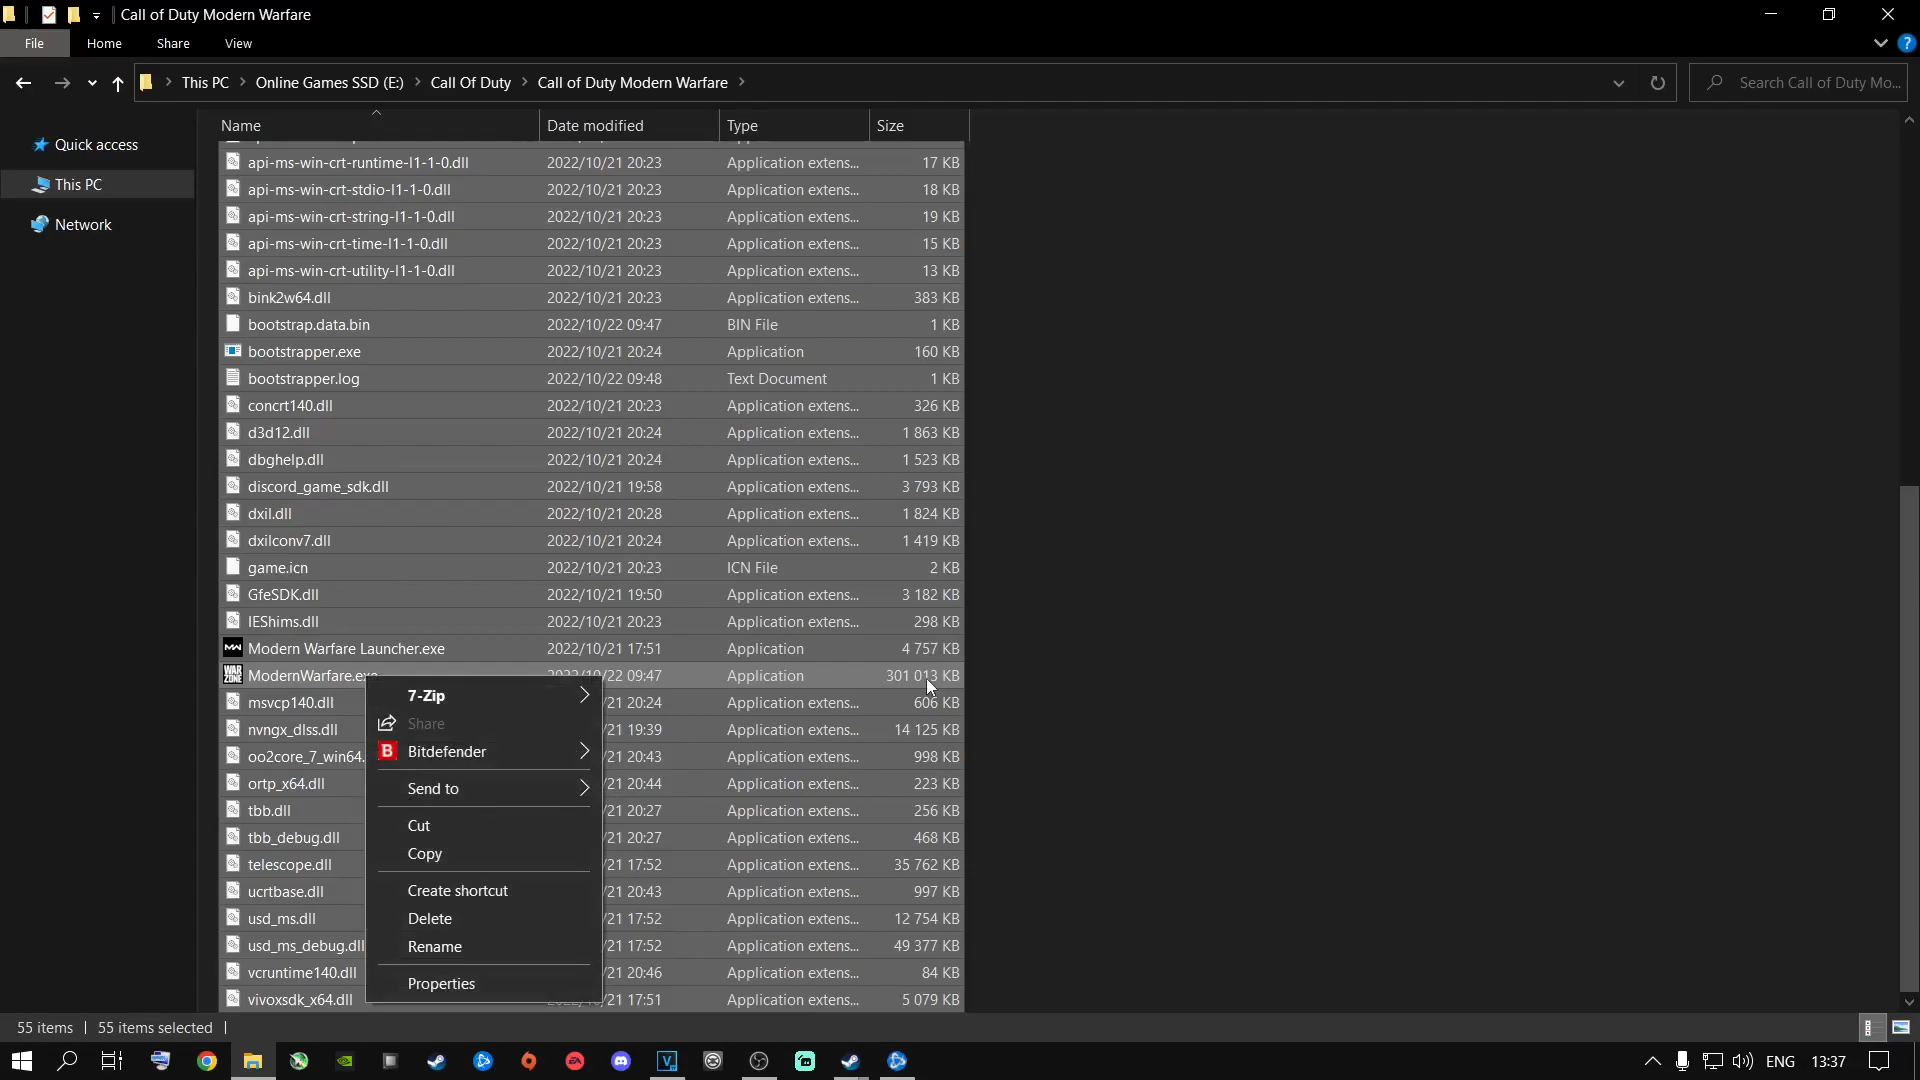 Call of Duty Modern Warfare
File Home Share View
This PC Online Games SSD (E:) Call Of Duty Call of Duty Modern Warfare Search Call of Duty Mo...
Name Date modified Type Size
Quick access
This PC
Network
api-ms-win-crt-runtime-l1-1-0.dll 2022/10/21 20:23 Application extens... 17 KB
api-ms-win-crt-stdio-l1-1-0.dll 2022/10/21 20:23 Application extens... 18 KB
api-ms-win-crt-string-l1-1-0.dll 2022/10/21 20:23 Application extens... 19 KB
api-ms-win-crt-time-l1-1-0.dll 2022/10/21 20:23 Application extens... 15 KB
api-ms-win-crt-utility-l1-1-0.dll 2022/10/21 20:23 Application extens... 13 KB
bink2w64.dll 2022/10/21 20:23 Application extens... 383 KB
bootstrap.data.bin 2022/10/22 09:47 BIN File 1 KB
bootstrapper.exe 2022/10/21 20:24 Application 160 KB
bootstrapper.log 2022/10/22 09:48 Text Document 1 KB
concrt140.dll 2022/10/21 20:23 Application extens... 326 KB
d3d12.dll 2022/10/21 20:24 Application extens... 1 863 KB
dbghelp.dll 2022/10/21 20:24 Application extens... 1 523 KB
discord_game_sdk.dll 2022/10/21 19:58 Application extens... 3 793 KB
dxil.dll 2022/10/21 20:28 Application extens... 1 824 KB
dxilconv7.dll 2022/10/21 20:24 Application extens... 1 419 KB
game.icn 2022/10/21 20:23 ICN File 2 KB
GfeSDK.dll 2022/10/21 19:50 Application extens... 3 182 KB
IEShims.dll 2022/10/21 20:23 Application extens... 298 KB
Modern Warfare Launcher.exe 2022/10/21 17:51 Application 4 757 KB
ModernWarfare.exe 2022/10/22 09:47 Application 301 013 KB
msvcp140.dll /21 20:24 Application extens... 606 KB
nvngx_dlss.dll /21 19:39 Application extens... 14 125 KB
oo2core_7_win64. /21 20:43 Application extens... 998 KB
ortp_x64.dll /21 20:44 Application extens... 223 KB
tbb.dll /21 20:27 Application extens... 256 KB
tbb_debug.dll /21 20:27 Application extens... 468 KB
telescope.dll /21 17:52 Application extens... 35 762 KB
ucrtbase.dll /21 20:43 Application extens... 997 KB
usd_ms.dll /21 17:52 Application extens... 12 754 KB
usd_ms_debug.dll /21 17:52 Application extens... 49 377 KB
vcruntime140.dll /21 20:46 Application extens... 84 KB
vivoxsdk_x64.dll /21 17:51 Application extens... 5 079 KB
7-Zip
Share
B Bitdefender
Send to
Cut
Copy
Create shortcut
Delete
Rename
Properties
55 items 55 items selected
ENG 13:37